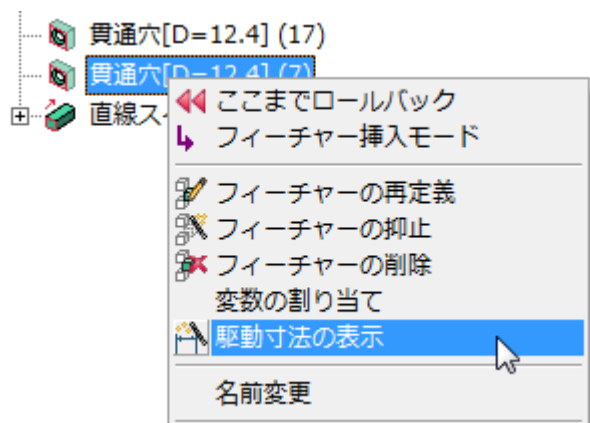 貫通穴[D=12.4] (17)
貫通穴[D=12.4] (7)
直線ス
ここまでロールバック
フィーチャー挿入モード
フィーチャーの再定義
フィーチャーの抑止
フィーチャーの削除
変数の割り当て
駆動寸法の表示
名前変更